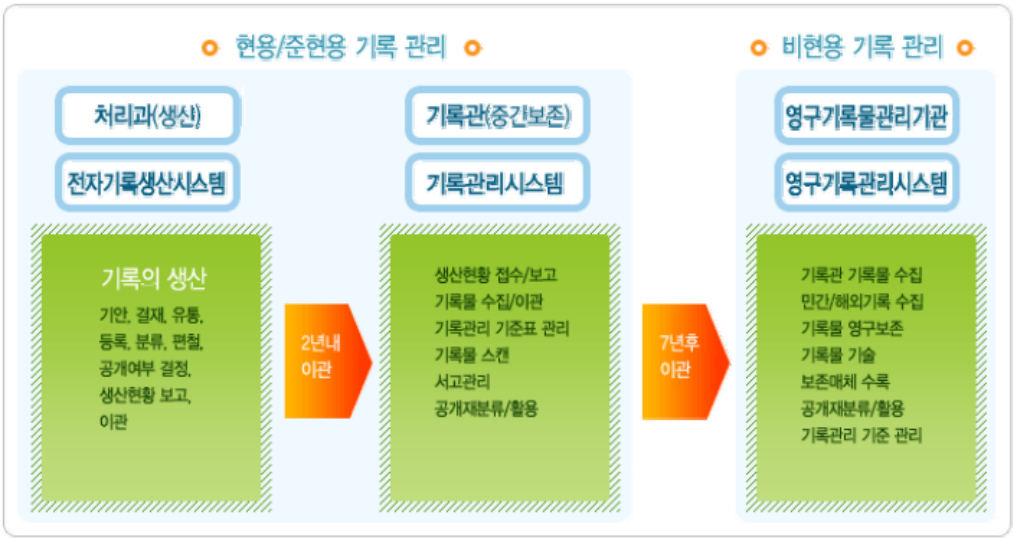 현용/준현용 기록 관리
처리과(생산)
전자기록생산시스템
기록의 생산
기안, 결재, 유통,
등록, 분류, 편철,
공개여부 결정,
생산현황 보고,
이관
2년내
이관
기록관(중간보존)
기록관리시스템
생산현황 접수/보고
기록물 수집/이관
기록관리 기준표 관리
기록물 스캔
서고관리
공개재분류/활용
7년후
이관
비현용 기록 관리
영구기록물관리기관
영구기록관리시스템
기록관 기록물 수집
민간/해외기록 수집
기록물 영구보존
기록물 기술
보존매체 수록
공개재분류/활용
기록관리 기준 관리